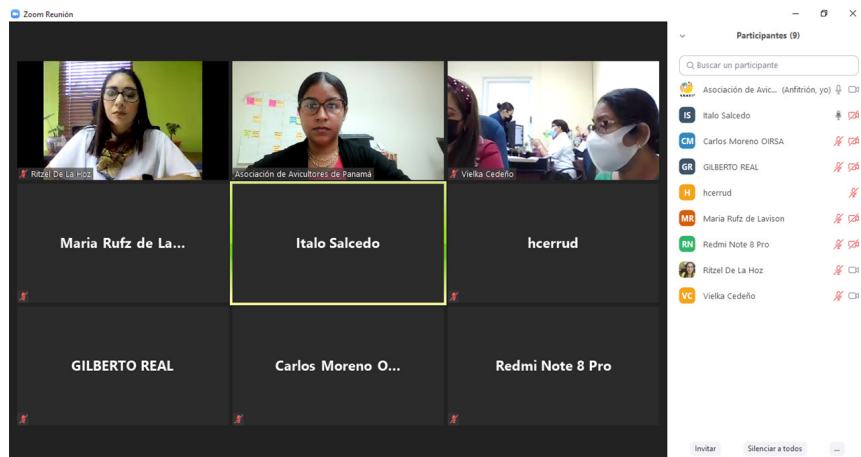 Zoom Reunión
Participantes (9)
Buscar un participante
Ritzel De La Hoz
Asociación de Avicultores de Panamá
Vielka Cedeño
Maria Rufz de La...
Italo Salcedo
hcerrud
GILBERTO REAL
Carlos Moreno O...
Redmi Note 8 Pro
Asociación de Avic... (Anfitrión, yo)
IS Italo Salcedo
CM Carlos Moreno OIRSA
GR GILBERTO REAL
H hcerrud
MR Maria Rufz de Lavison
RN Redmi Note 8 Pro
Ritzel De La Hoz
VC Vielka Cedeño
Invitar Silenciar a todos ...